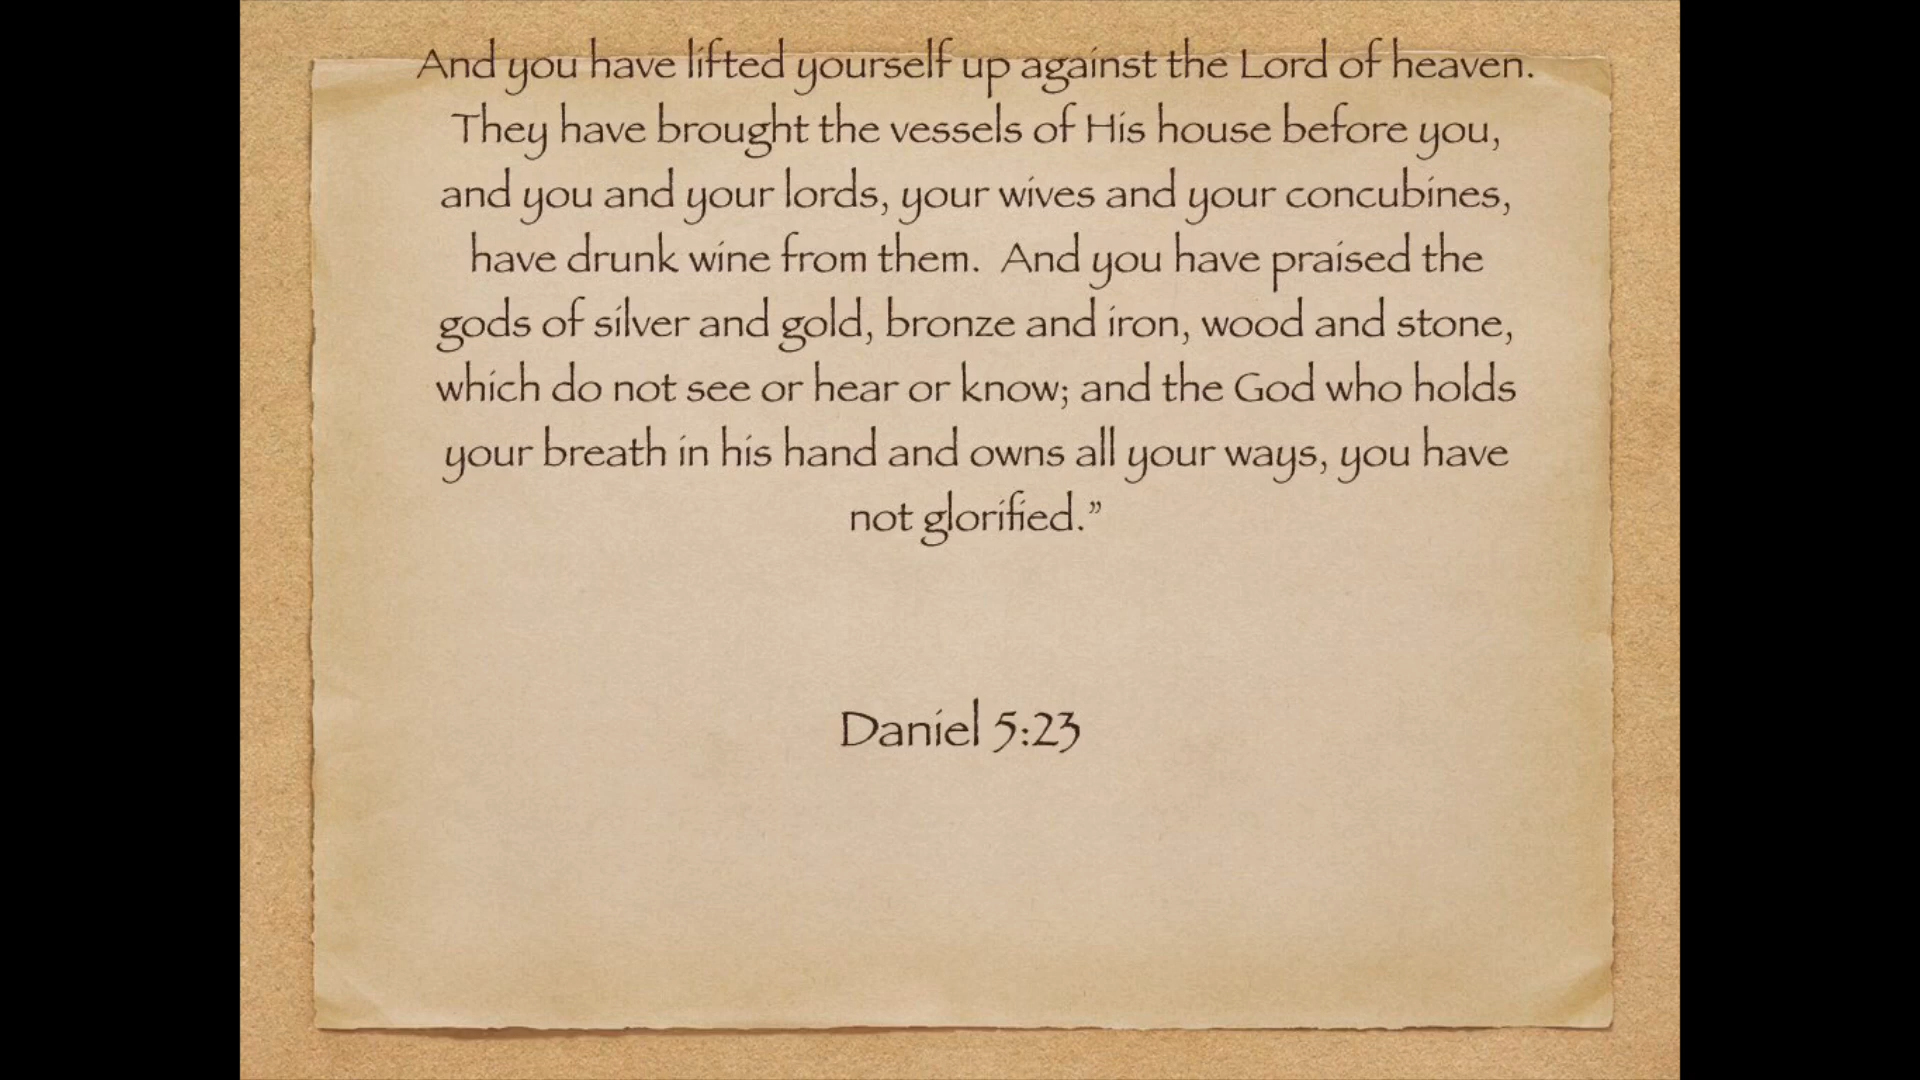 And you have lifted yourself up against the Lord of heaven.
They have brought the vessels of His house before you,
and you and your lords, your wives and your concubines,
have drunk wine from them.  And you have praised the
gods of silver and gold, bronze and iron, wood and stone,
which do not see or hear or know; and the God who holds
your breath in his hand and owns all your ways, you have
not glorified.”
Daniel 5:23